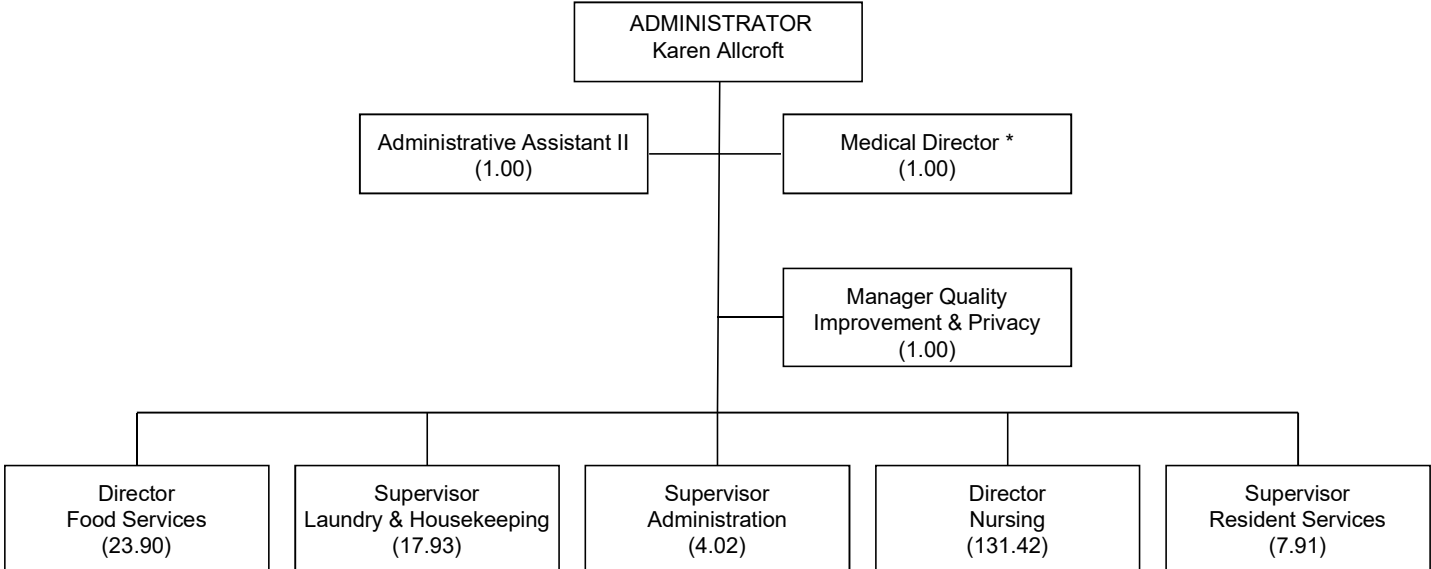 ADMINISTRATOR
Karen Allcroft
Administrative Assistant II
(1.00)
Medical Director *
(1.00)
Manager Quality
Improvement & Privacy
(1.00)
Director
Food Services
(23.90)
Supervisor
Laundry & Housekeeping
(17.93)
Supervisor
Administration
(4.02)
Director
Nursing
(131.42)
Supervisor
Resident Services
(7.91)